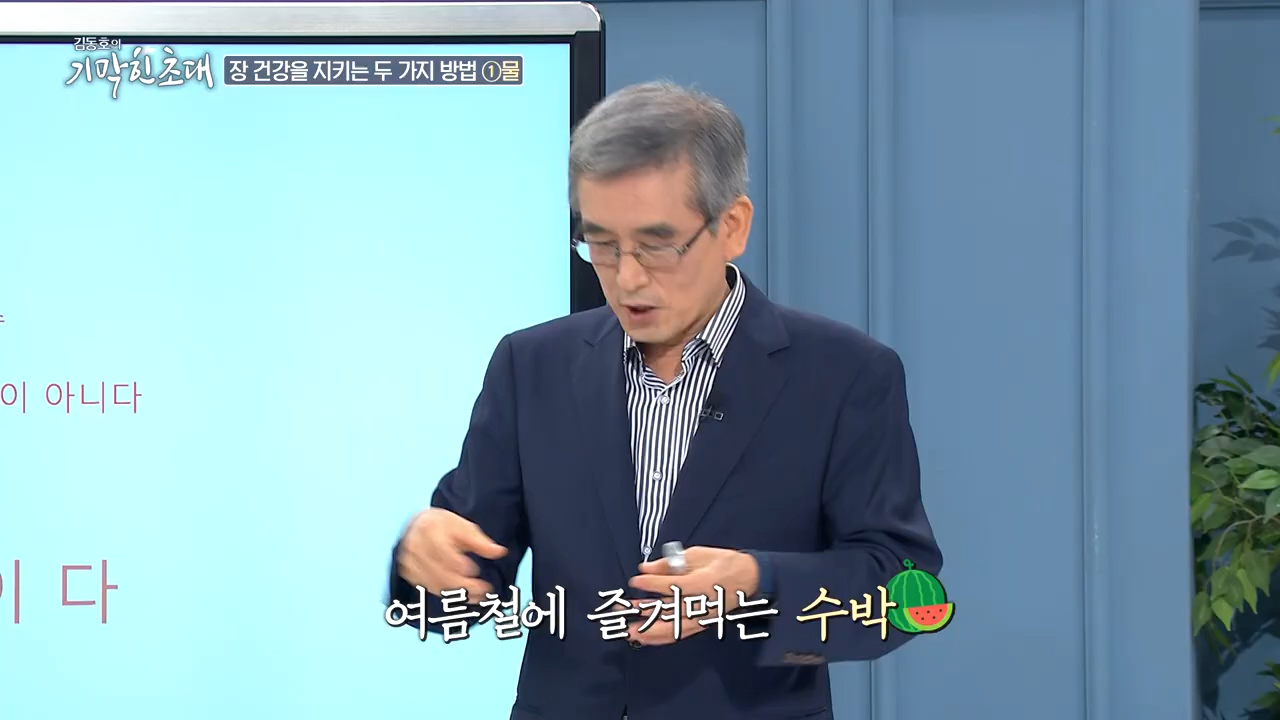 김동호의
기막힌 초대
장 건강을 지키는 두 가지 방법 ①물
이 아니다
이 다
여름철에 즐겨먹는 수박